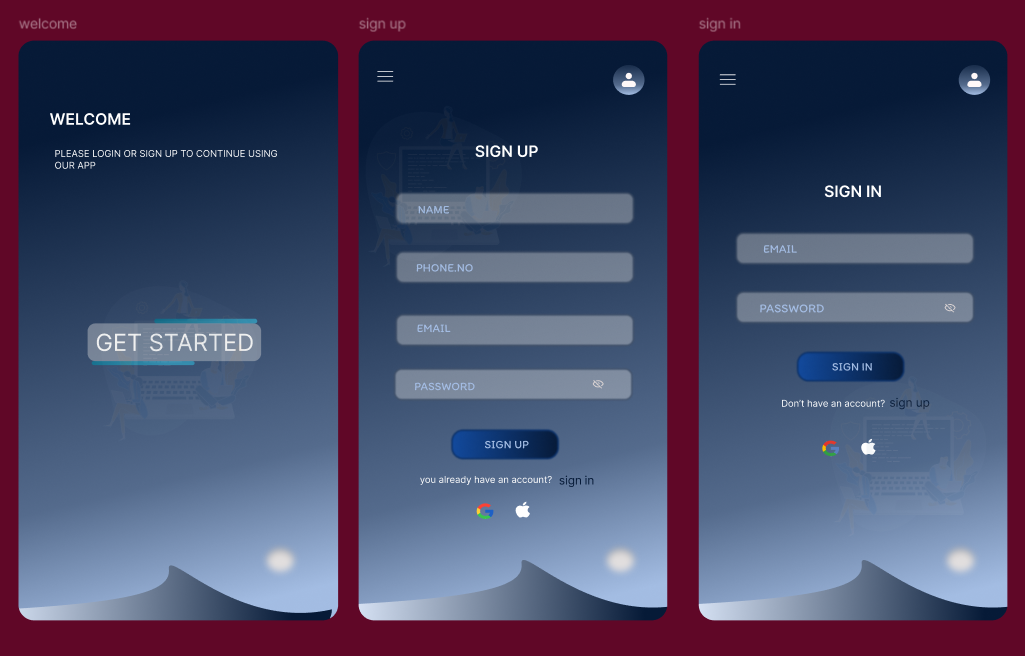 welcome
WELCOME
PLEASE LOGIN OR SIGN UP TO CONTINUE USING
OUR APP
GET STARTED
sign up
SIGN UP
NAME
PHONE.NO
EMAIL
PASSWORD
SIGN UP
you already have an account? sign in
sign in
SIGN IN
EMAIL
PASSWORD
SIGN IN
Don't have an account? sign up